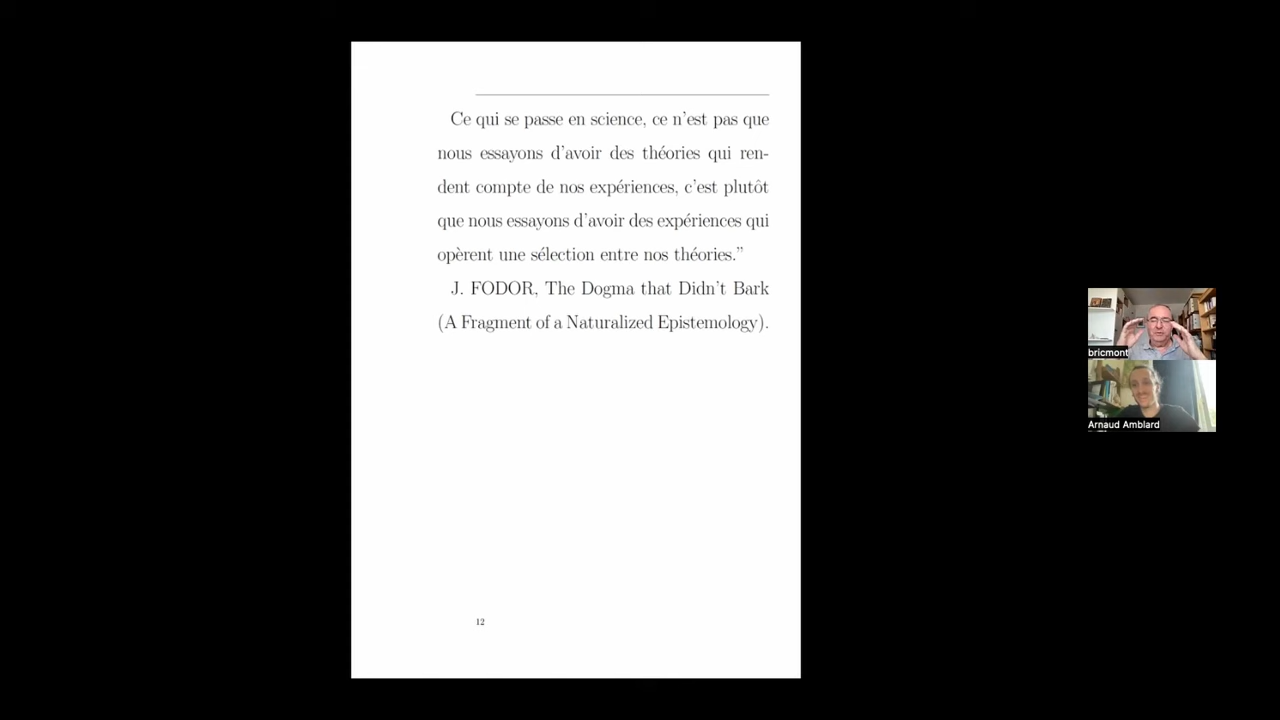 Ce qui se passe en science, ce n'est pas que
nous essayons d'avoir des théories qui ren-
dent compte de nos expériences, c'est plutôt
que nous essayons d'avoir des expériences qui
opèrent une sélection entre nos théories.”
J. FODOR, The Dogma that Didn't Bark
(A Fragment of a Naturalized Epistemology).
12
bricmont
Arnaud Amblard